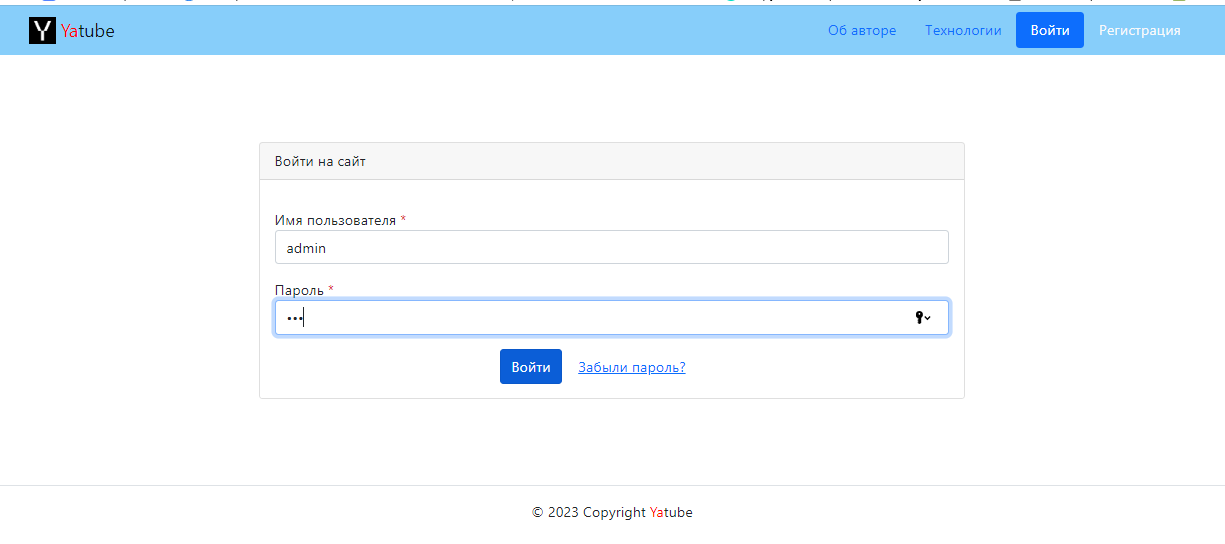 Y Yatube Об авторе Технологии Войти Регистрация
Войти на сайт
Имя пользователя *
admin
Пароль *
•••
Войти Забыли пароль?
© 2023 Copyright Yatube